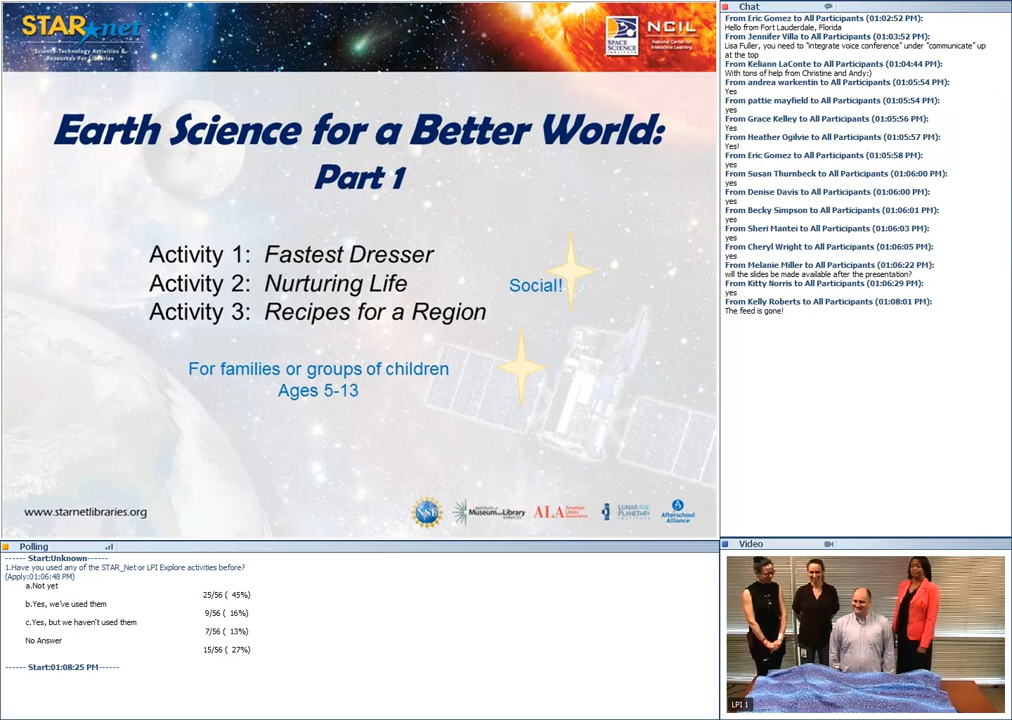 STAR net
Science-Technology Activities &
Resources For Libraries
SPACE
SCIENCE
INSTITUTE
NCIL
National Center for
Interactive Learning
Earth Science for a Better World:
Part 1
Activity 1: Fastest Dresser
Activity 2: Nurturing Life
Social!
Activity 3: Recipes for a Region
For families or groups of children
Ages 5-13
www.starnetlibraries.org
NSF
INSTITUTE of
Museum and Library
SERVICES
ALA American
Library
Association
LUNAR AND
PLANETARY
INSTITUTE
Afterschool
Alliance
Chat
From Eric Gomez to All Participants (01:02:52 PM):
Hello from Fort Lauderdale, Florida
From Jennifer Villa to All Participants (01:03:52 PM):
Lisa Fuller, you need to "integrate voice conference" under "communicate" up
at the top
From Keliann LaConte to All Participants (01:04:44 PM):
With tons of help from Christine and Andy:)
From andrea warkentin to All Participants (01:05:54 PM):
Yes
From pattie mayfield to All Participants (01:05:54 PM):
yes
From Grace Kelley to All Participants (01:05:56 PM):
Yes
From Heather Ogilvie to All Participants (01:05:57 PM):
Yes!
From Eric Gomez to All Participants (01:05:58 PM):
yes
From Susan Thurnbeck to All Participants (01:06:00 PM):
yes
From Denise Davis to All Participants (01:06:00 PM):
yes
From Becky Simpson to All Participants (01:06:01 PM):
yes
From Sheri Mantei to All Participants (01:06:03 PM):
yes
From Cheryl Wright to All Participants (01:06:05 PM):
yes
From Melanie Miller to All Participants (01:06:22 PM):
will the slides be made available after the presentation?
From Kitty Norris to All Participants (01:06:29 PM):
yes
From Kelly Roberts to All Participants (01:08:01 PM):
The feed is gone!
Polling
------ Start:Unknown------
1.Have you used any of the STAR_Net or LPI Explore activities before?
(Apply:01:06:48 PM)
a.Not yet
25/56 ( 45%)
b.Yes, we've used them
9/56 ( 16%)
c.Yes, but we haven't used them
7/56 ( 13%)
No Answer
15/56 ( 27%)
------ Start:01:08:25 PM------
Video
LPI 1